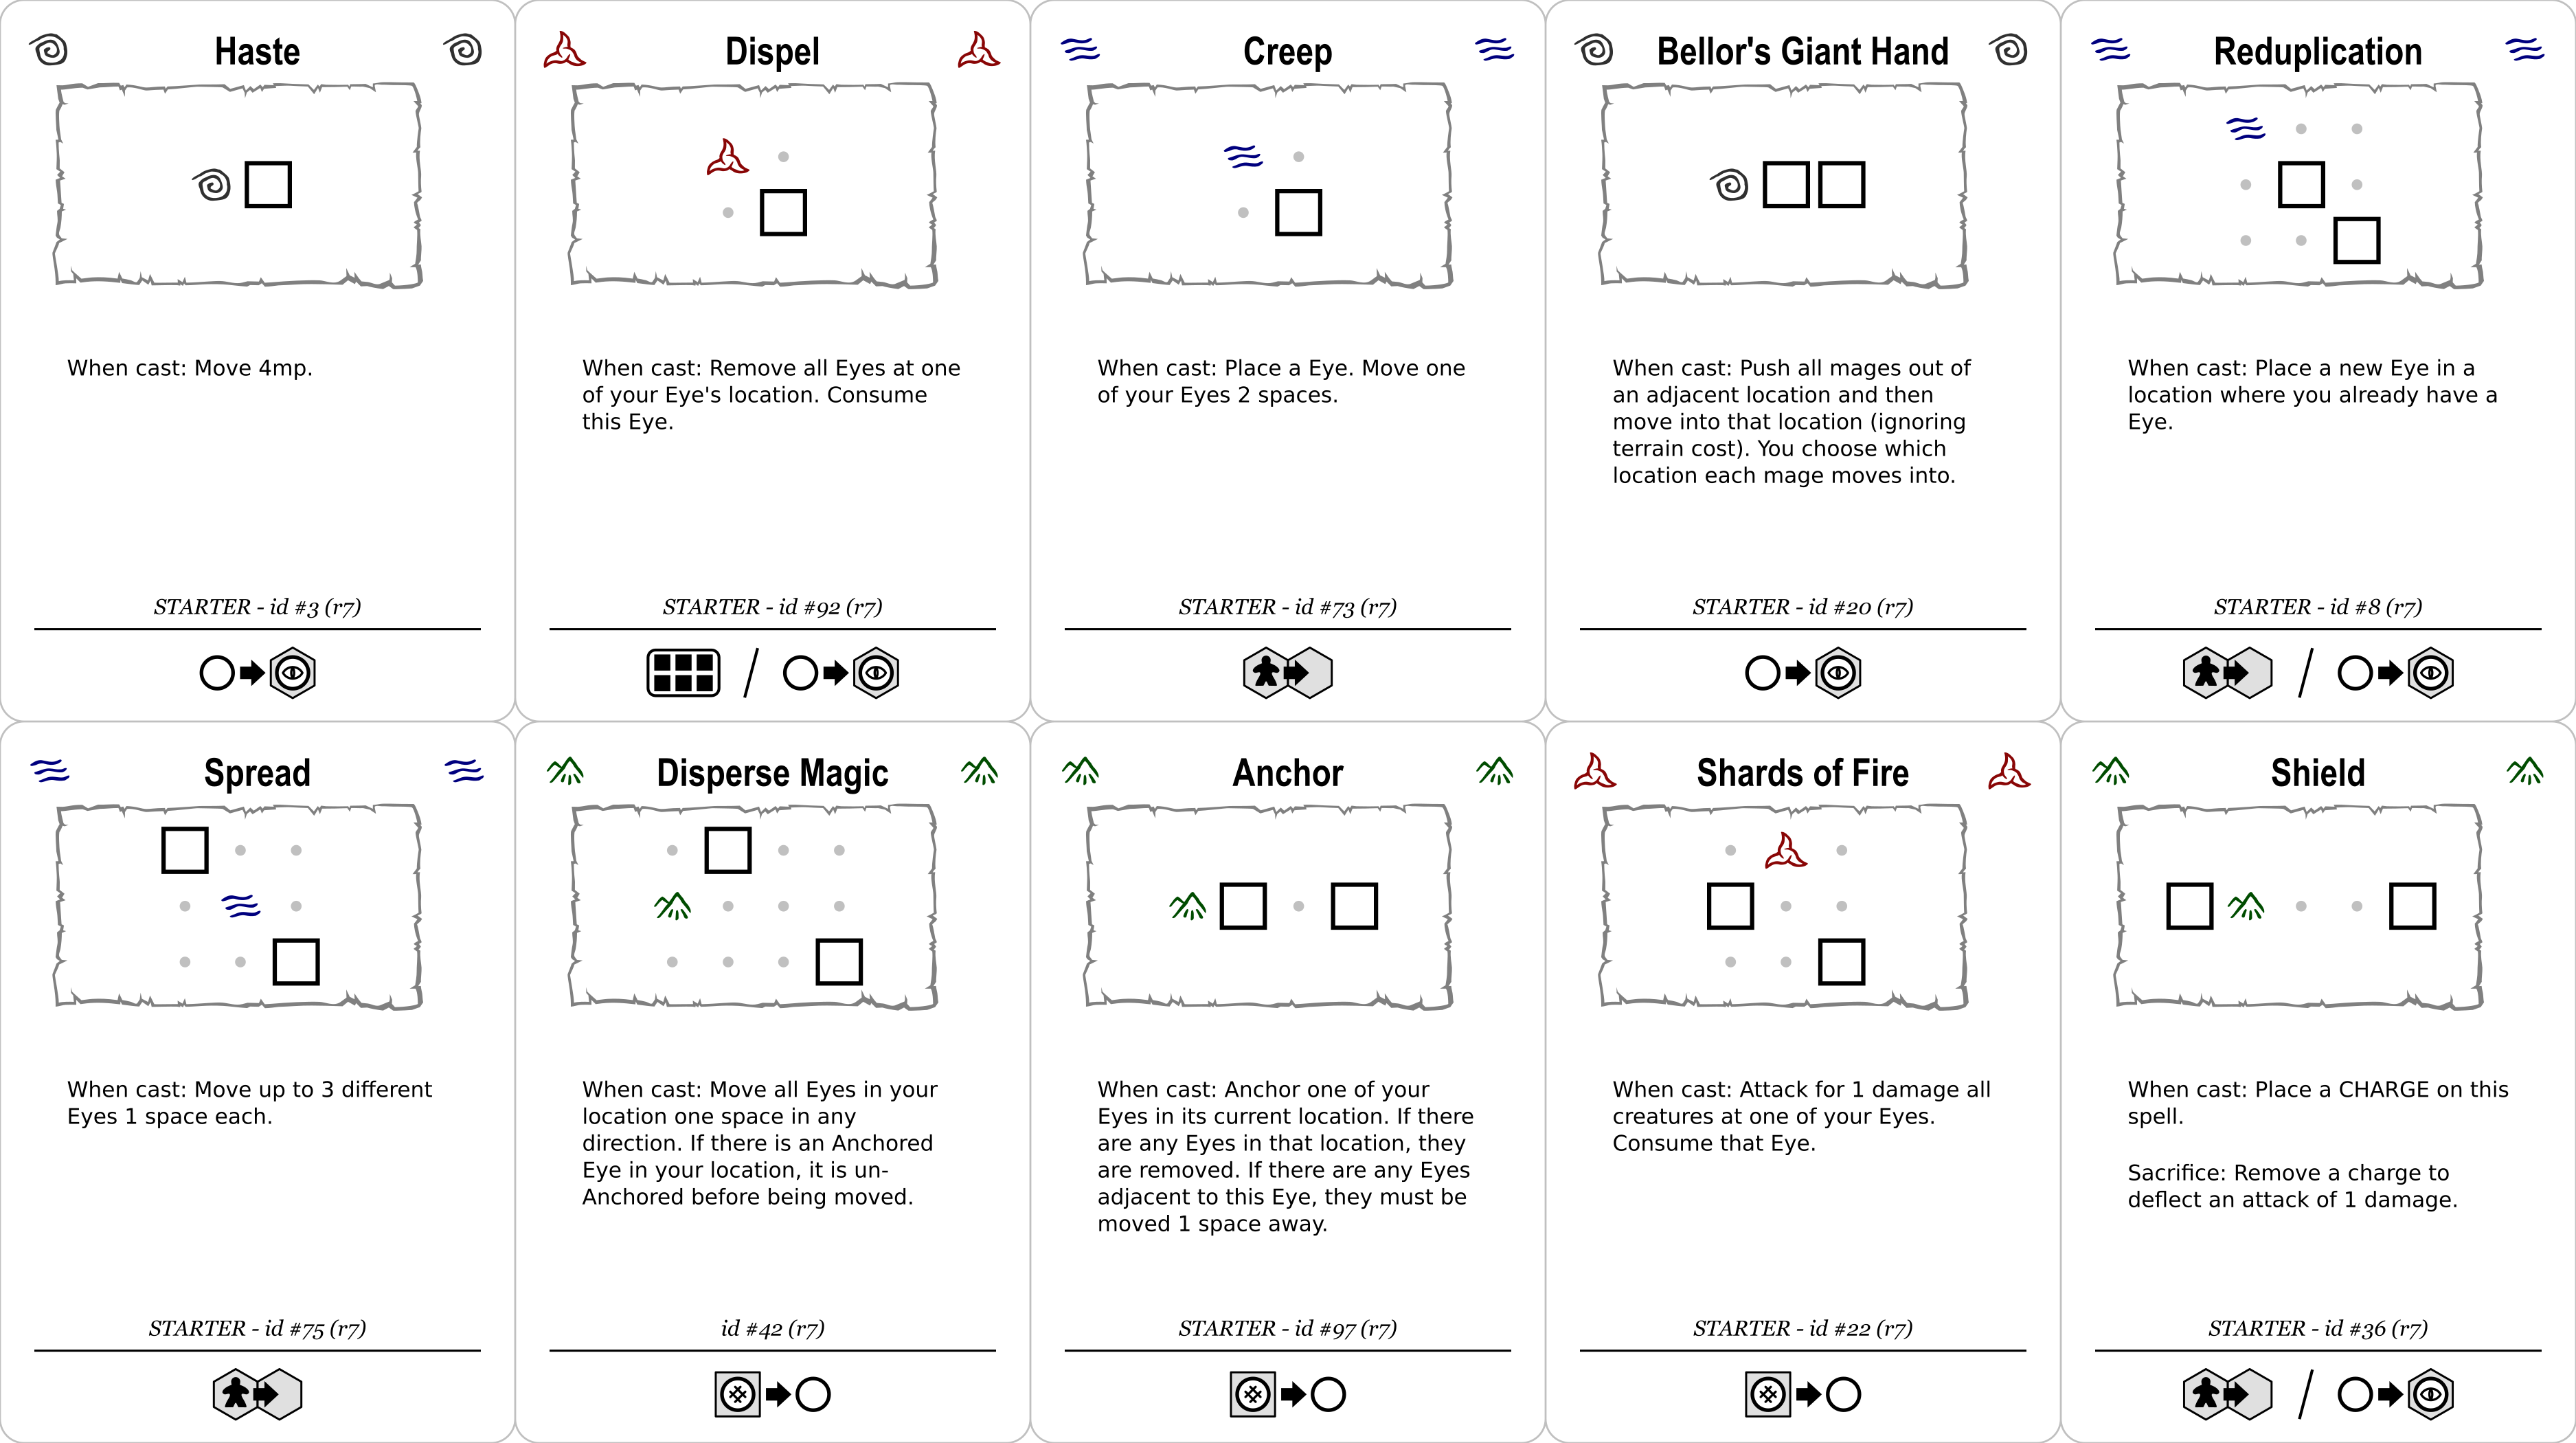 Haste
When cast: Move 4mp.
STARTER - id #3 (r7)
Dispel
When cast: Remove all Eyes at one
of your Eye's location. Consume
this Eye.
STARTER - id #92 (r7)
/
Creep
When cast: Place a Eye. Move one
of your Eyes 2 spaces.
STARTER - id #73 (r7)
Bellor's Giant Hand
When cast: Push all mages out of
an adjacent location and then
move into that location (ignoring
terrain cost). You choose which
location each mage moves into.
STARTER - id #20 (r7)
Reduplication
When cast: Place a new Eye in a
location where you already have a
Eye.
STARTER - id #8 (r7)
/
Spread
When cast: Move up to 3 different
Eyes 1 space each.
STARTER - id #75 (r7)
Disperse Magic
When cast: Move all Eyes in your
location one space in any
direction. If there is an Anchored
Eye in your location, it is un-
Anchored before being moved.
id #42 (r7)
Anchor
When cast: Anchor one of your
Eyes in its current location. If there
are any Eyes in that location, they
are removed. If there are any Eyes
adjacent to this Eye, they must be
moved 1 space away.
STARTER - id #97 (r7)
Shards of Fire
When cast: Attack for 1 damage all
creatures at one of your Eyes.
Consume that Eye.
STARTER - id #22 (r7)
Shield
When cast: Place a CHARGE on this
spell.
Sacrifice: Remove a charge to
deflect an attack of 1 damage.
STARTER - id #36 (r7)
/